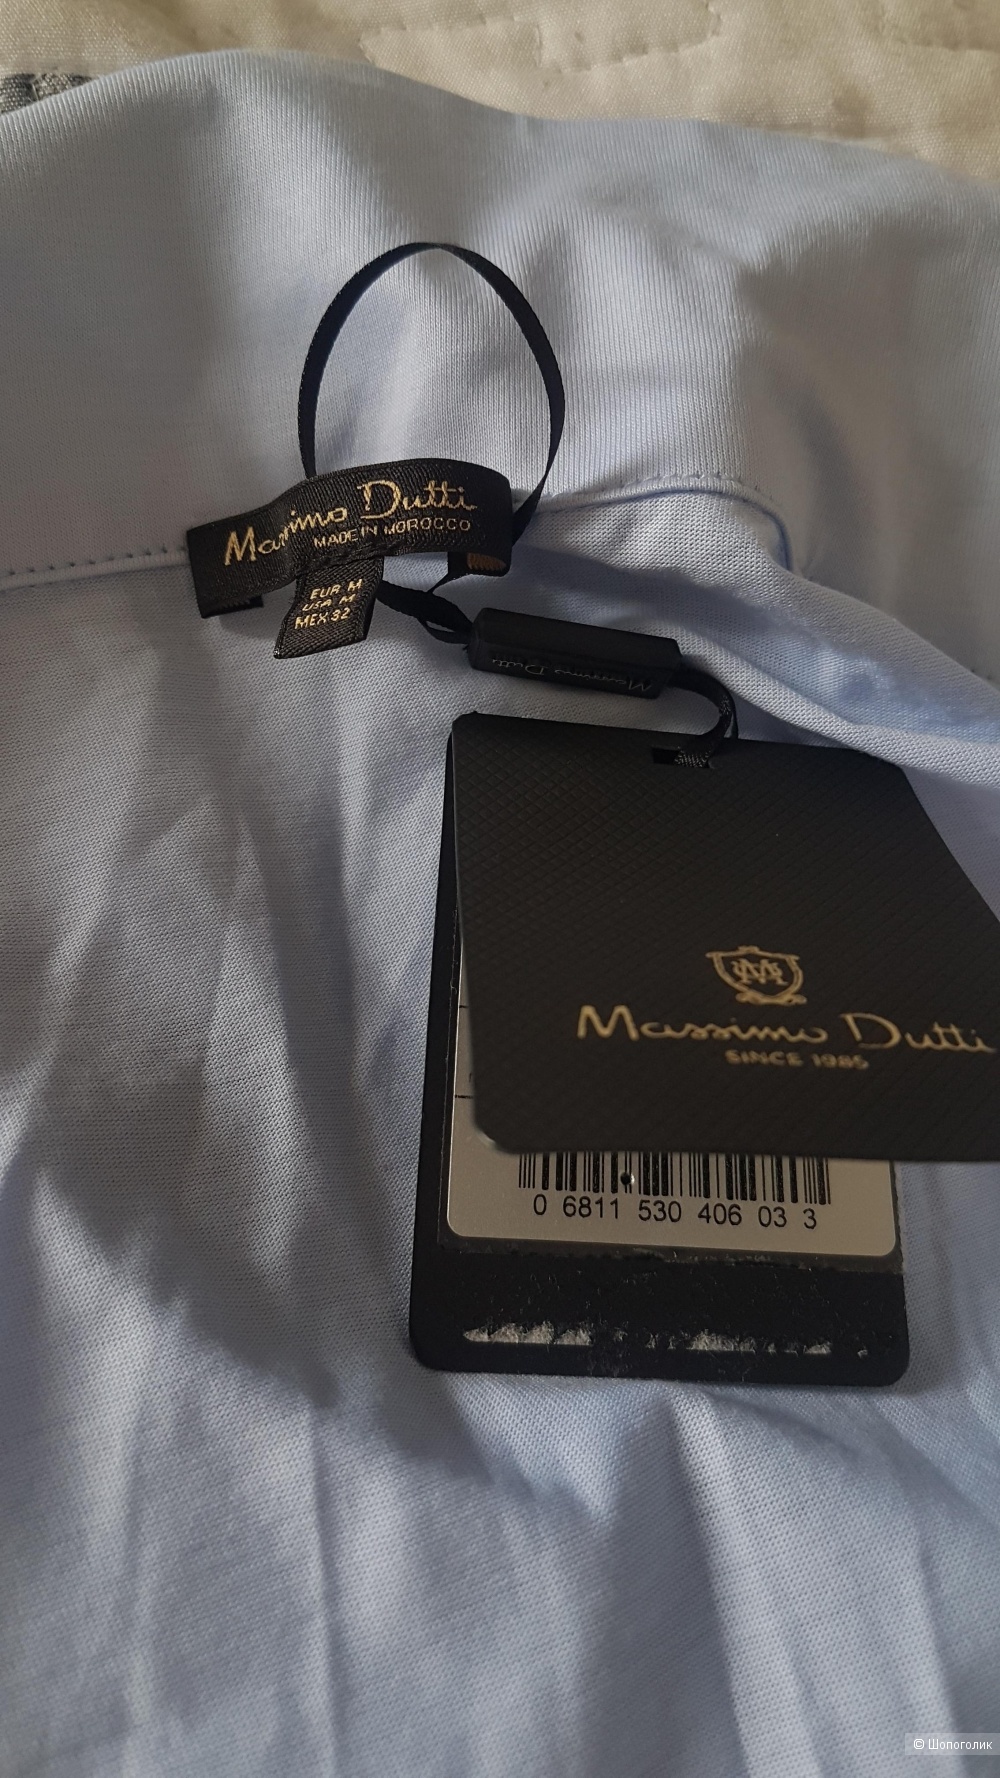 Massimo Dutti
MADE IN MOROCCO
EUR M
USA M
MEX 32
Massimo Dutti
Massimo Dutti
SINCE 1985
0 6811 530 406 03 3
© Шопоголик